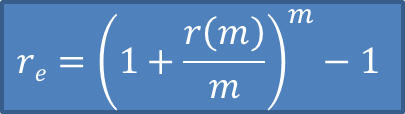 r_e = (1 + r(m)/m)^m − 1